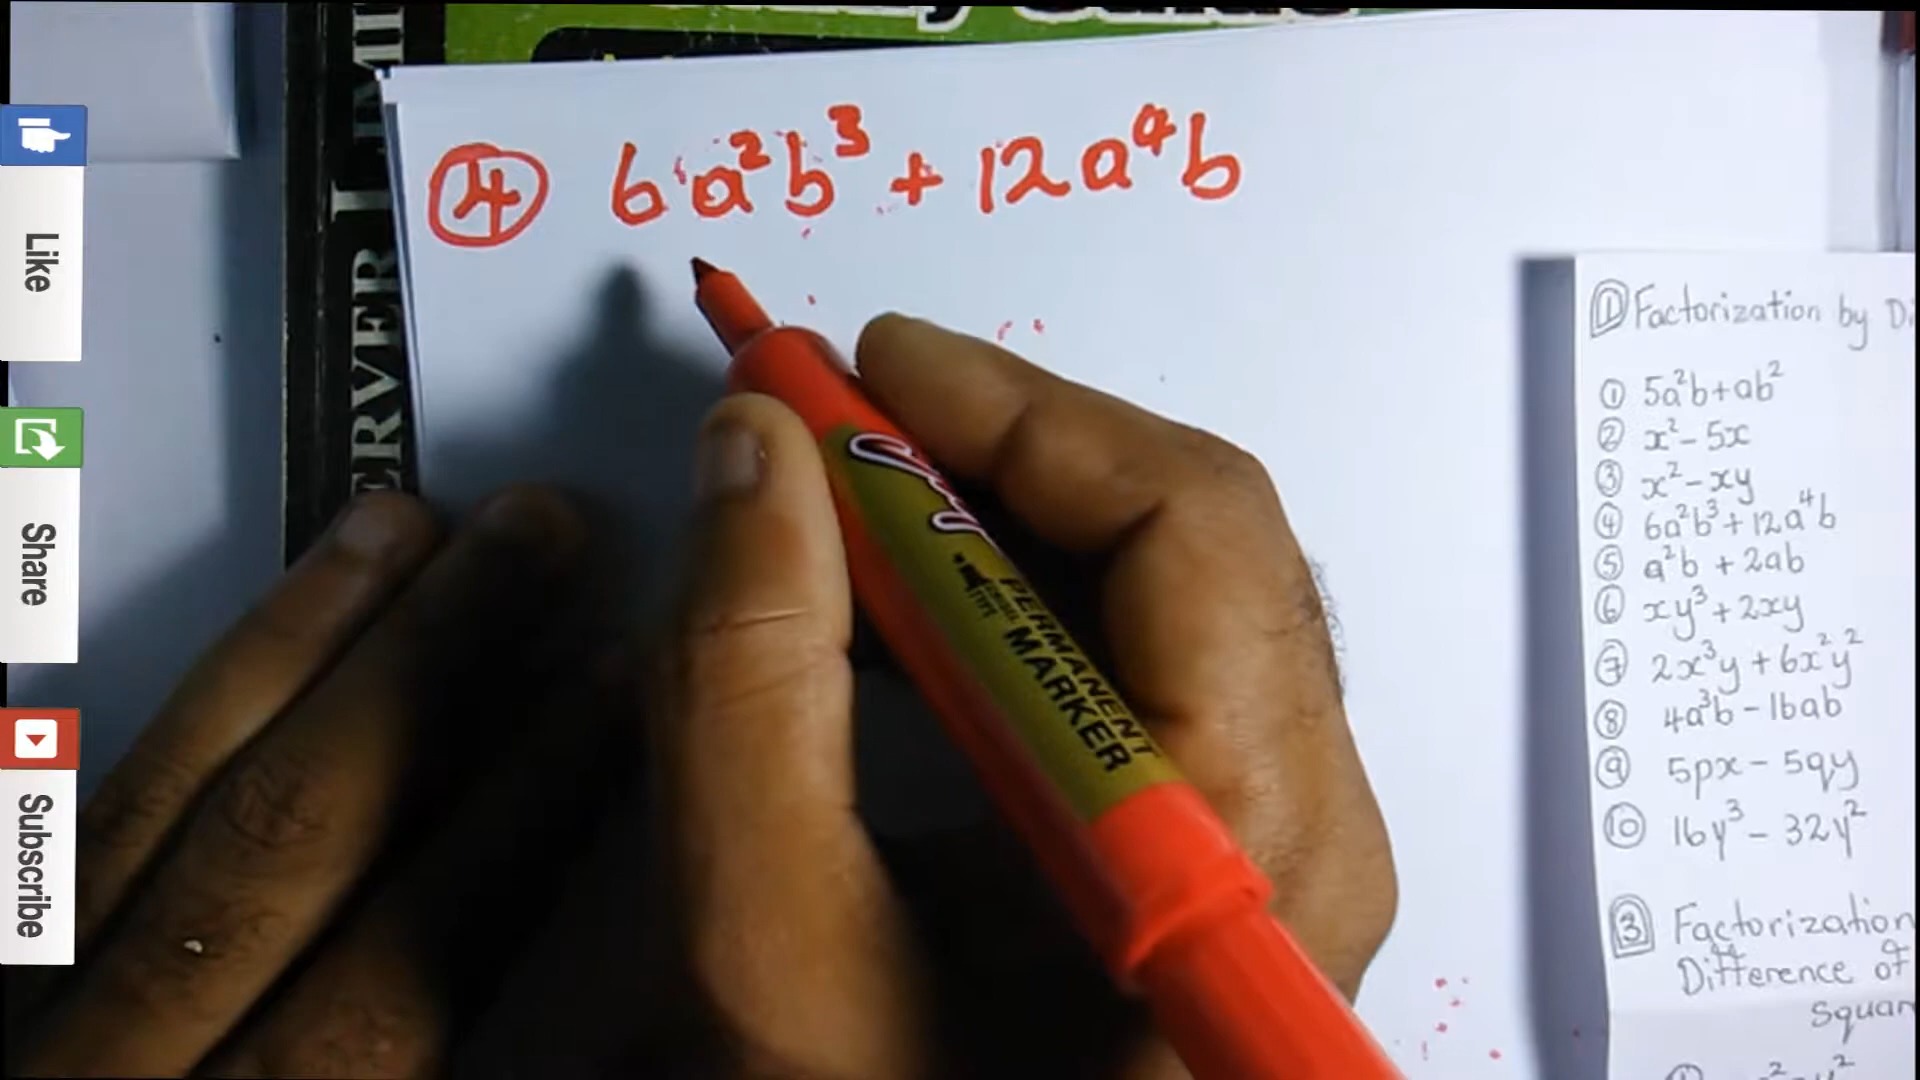 ④ 6a²b³ + 12a⁴b
Like
Share
Subscribe
PERMANENT
MARKER
① Factorization by
① 5a²b+ab²
② x² - 5x
③ x² - xy
④ 6a²b³ + 12a⁴b
⑤ a²b + 2ab
⑥ xy³ + 2xy
⑦ 2x³y + 6x²y²
⑧ 4a³b - 16ab
⑨ 5px - 5qy
⑩ 16y³ - 32y²
3 Factorization
Difference of